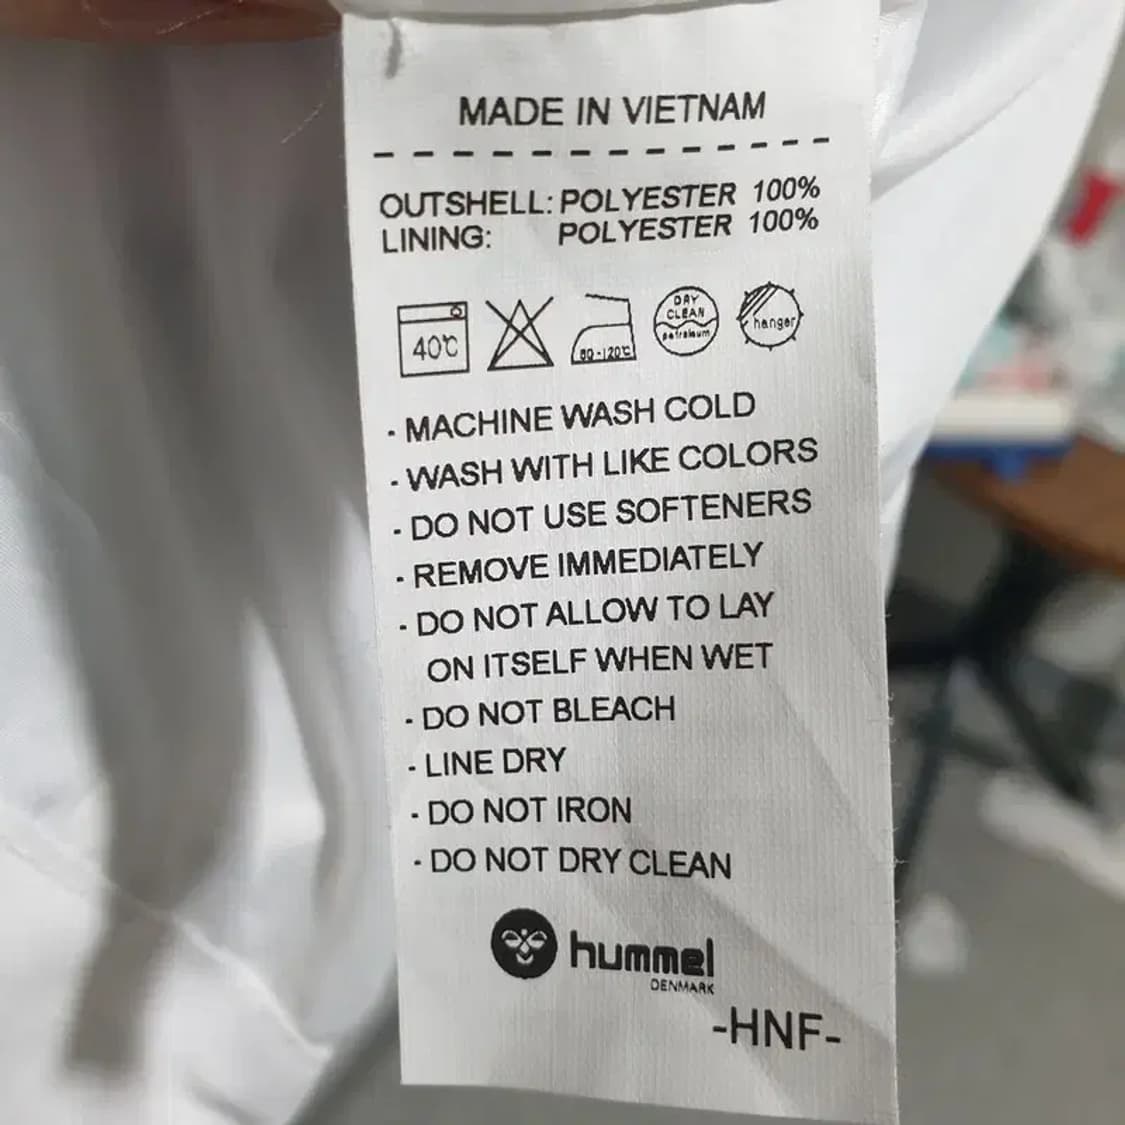 MADE IN VIETNAM
OUTSHELL: POLYESTER 100%
LINING: POLYESTER 100%
40℃
80-120℃
DRY
CLEAN
petroleum
hanger
· MACHINE WASH COLD
· WASH WITH LIKE COLORS
· DO NOT USE SOFTENERS
· REMOVE IMMEDIATELY
· DO NOT ALLOW TO LAY
ON ITSELF WHEN WET
· DO NOT BLEACH
· LINE DRY
· DO NOT IRON
· DO NOT DRY CLEAN
hummel
DENMARK
-HNF-